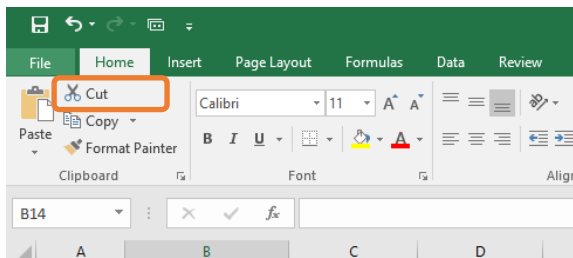 File Home Insert Page Layout Formulas Data Review
Cut
Calibri 11 A A
Copy
Paste
B I U A
Format Painter
Clipboard Font
B14 fx
A B C D